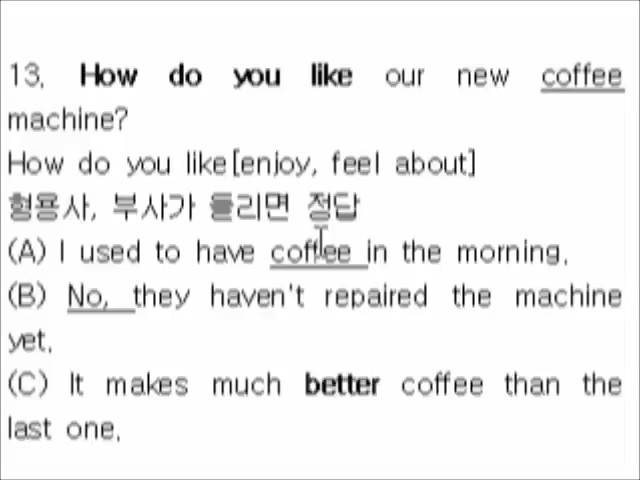 13. How do you like our new coffee
machine?
How do you like[enjoy, feel about]
형용사, 부사가 들리면 정답
(A) I used to have coffee in the morning.
(B) No, they haven't repaired the machine
yet.
(C) It makes much better coffee than the
last one.